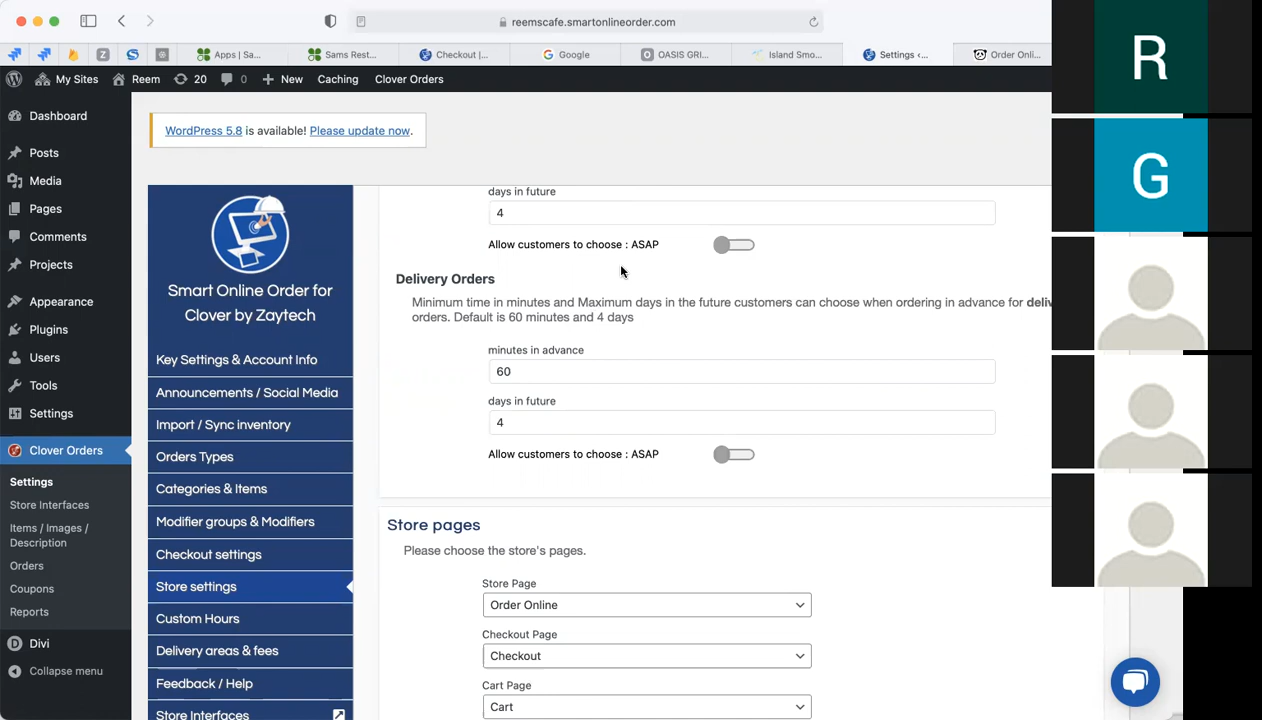 reemscafe.smartonlineorder.com
Apps | Sa...
Sams Rest...
Checkout |...
Google
OASIS GRI...
Island Smo...
Settings ‹...
Order Onli...
My Sites
Reem
20
0
New
Caching
Clover Orders
Dashboard
Posts
Media
Pages
Comments
Projects
Appearance
Plugins
Users
Tools
Settings
Clover Orders
Settings
Store Interfaces
Items / Images /
Description
Orders
Coupons
Reports
Divi
Collapse menu
WordPress 5.8 is available! Please update now.
Smart Online Order for
Clover by Zaytech
Key Settings & Account Info
Announcements / Social Media
Import / Sync inventory
Orders Types
Categories & Items
Modifier groups & Modifiers
Checkout settings
Store settings
Custom Hours
Delivery areas & fees
Feedback / Help
Store Interfaces
days in future
4
Allow customers to choose : ASAP
Delivery Orders
Minimum time in minutes and Maximum days in the future customers can choose when ordering in advance for deliv
orders. Default is 60 minutes and 4 days
minutes in advance
60
days in future
4
Allow customers to choose : ASAP
Store pages
Please choose the store's pages.
Store Page
Order Online
Checkout Page
Checkout
Cart Page
Cart
R
G